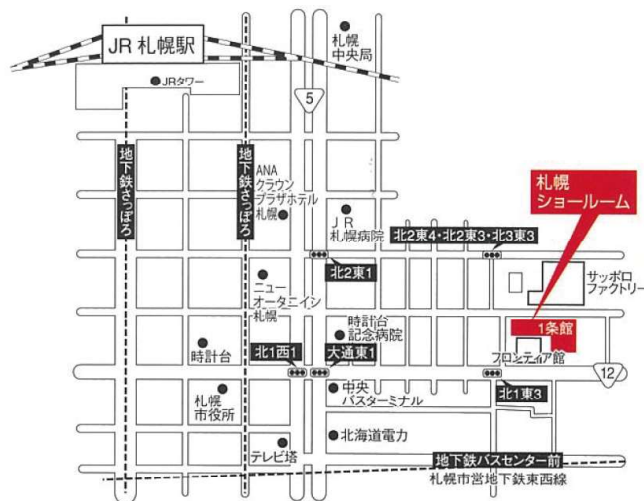 JR 札幌駅
JRタワー
札幌
中央局
5
地下鉄さっぽろ
地下鉄さっぽろ
ANA
クラウン
プラザホテル
札幌
JR
札幌病院
札幌
ショールーム
北2東4・北2東3・北3東3
北2東1
サッポロ
ファクトリー
ニュー
オータニイン
札幌
時計台
記念病院
1条館
時計台
北1西1
大通東1
フロンティア館
12
札幌
市役所
中央
バスターミナル
北1東3
テレビ塔
北海道電力
地下鉄バスセンター前
札幌市営地下鉄東西線